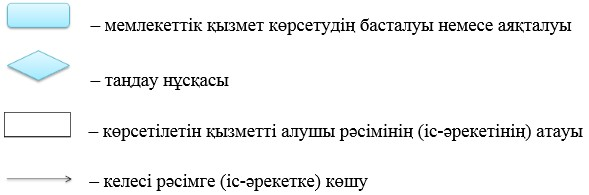 – мемлекеттік қызмет көрсетудің басталуы немесе аяқталуы
– таңдау нұсқасы
– көрсетілетін қызметті алушы рәсімінің (іс-әрекетінің) атауы
– келесі рәсімге (іс-әрекетке) көшу